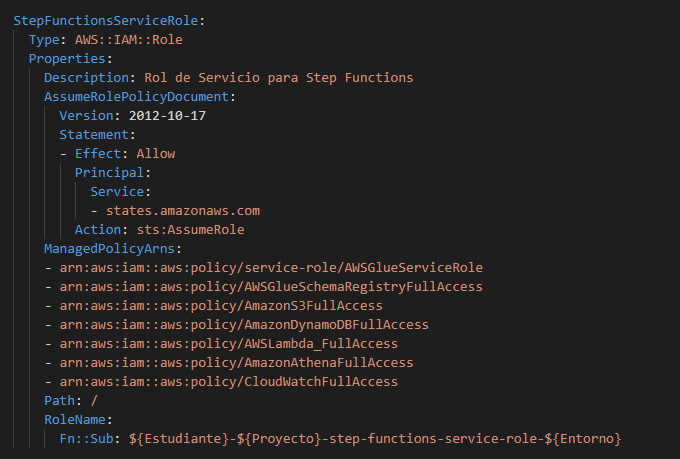 StepFunctionsServiceRole:
Type: AWS::IAM::Role
Properties:
Description: Rol de Servicio para Step Functions
AssumeRolePolicyDocument:
Version: 2012-10-17
Statement:
- Effect: Allow
Principal:
Service:
- states.amazonaws.com
Action: sts:AssumeRole
ManagedPolicyArns:
- arn:aws:iam::aws:policy/service-role/AWSGlueServiceRole
- arn:aws:iam::aws:policy/AWSGlueSchemaRegistryFullAccess
- arn:aws:iam::aws:policy/AmazonS3FullAccess
- arn:aws:iam::aws:policy/AmazonDynamoDBFullAccess
- arn:aws:iam::aws:policy/AWSLambda_FullAccess
- arn:aws:iam::aws:policy/AmazonAthenaFullAccess
- arn:aws:iam::aws:policy/CloudWatchFullAccess
Path: /
RoleName:
Fn::Sub: ${Estudiante}-${Proyecto}-step-functions-service-role-${Entorno}